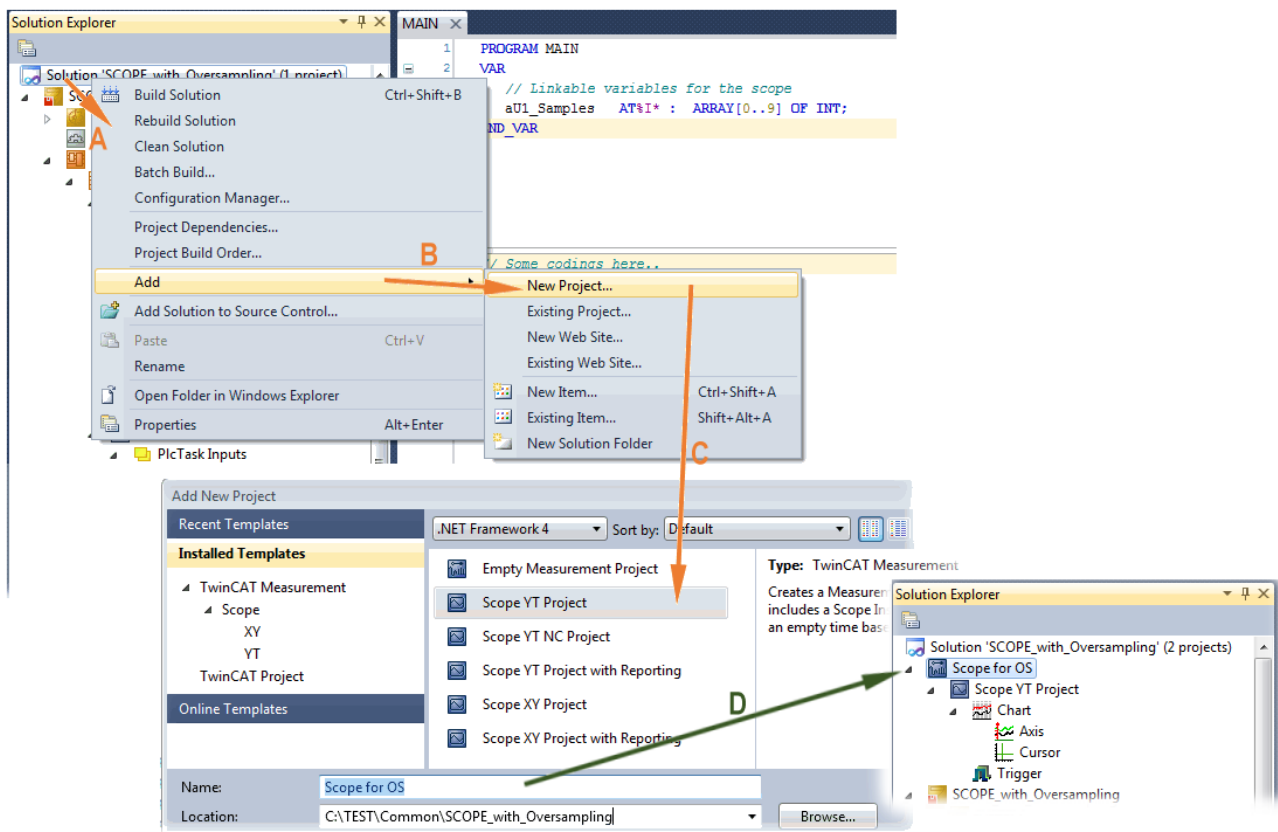 Solution Explorer
MAIN
Solution 'SCOPE_with_Oversampling' (1 project)
SCO
A
Build Solution Ctrl+Shift+B
Rebuild Solution
Clean Solution
Batch Build...
Configuration Manager...
Project Dependencies...
Project Build Order...
Add
Add Solution to Source Control...
Paste Ctrl+V
Rename
Open Folder in Windows Explorer
Properties Alt+Enter
PlcTask Inputs
1 PROGRAM MAIN
2 VAR
// Linkable variables for the scope
aU1_Samples AT%I* : ARRAY[0..9] OF INT;
ND_VAR
/ Some codings here..
B
New Project...
Existing Project...
New Web Site...
Existing Web Site...
New Item... Ctrl+Shift+A
Existing Item... Shift+Alt+A
New Solution Folder
C
Add New Project
Recent Templates
Installed Templates
TwinCAT Measurement
Scope
XY
YT
TwinCAT Project
Online Templates
.NET Framework 4 Sort by: Default
Empty Measurement Project
Scope YT Project
Scope YT NC Project
Scope YT Project with Reporting
Scope XY Project
Scope XY Project with Reporting
Type: TwinCAT Measurement
Creates a Measurem
includes a Scope In
an empty time base
D
Name: Scope for OS
Location: C:\TEST\Common\SCOPE_with_Oversampling
Browse...
Solution Explorer
Solution 'SCOPE_with_Oversampling' (2 projects)
Scope for OS
Scope YT Project
Chart
Axis
Cursor
Trigger
SCOPE_with_Oversampling